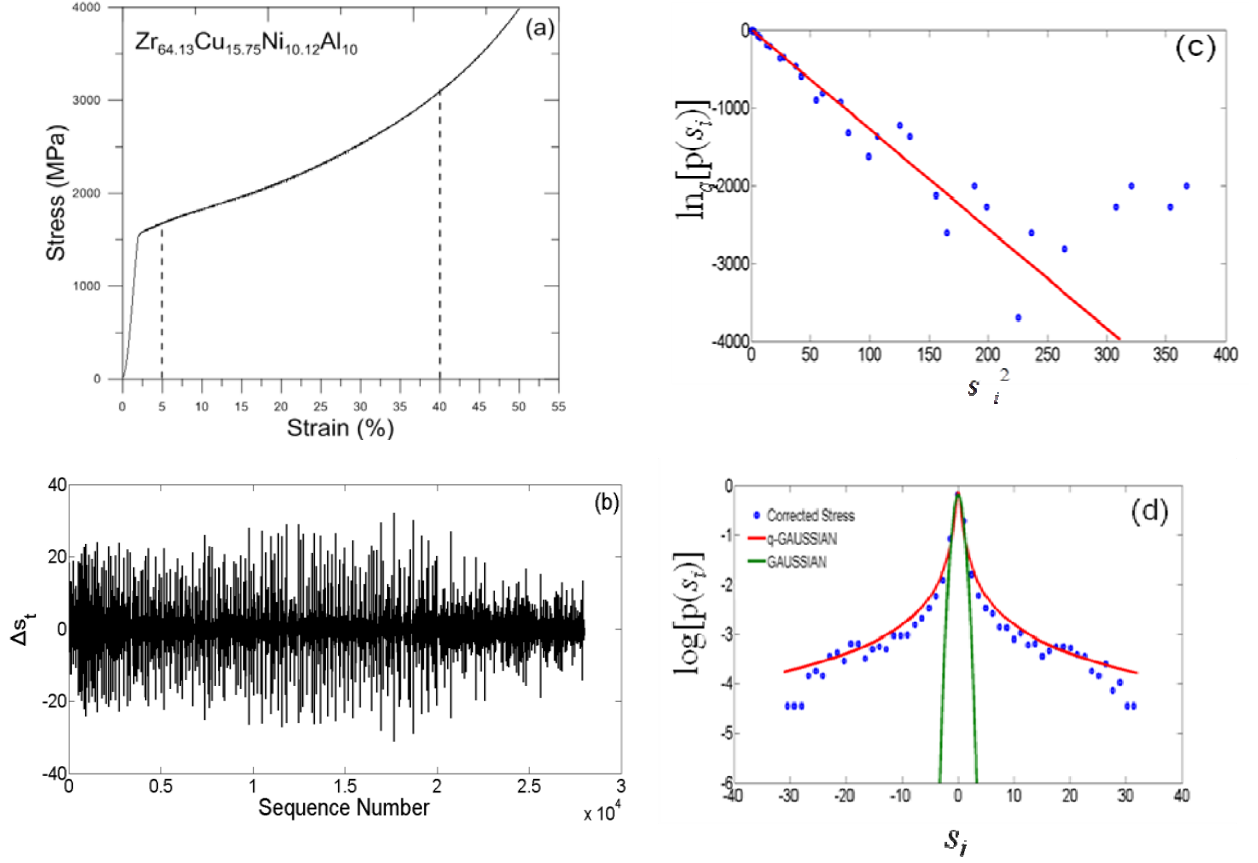 (a)
Zr64.13Cu15.75Ni10.12Al10
4000
3000
2000
1000
0
Stress (MPa)
0 5 10 15 20 25 30 35 40 45 50 55
Strain (%)
(b)
40
20
0
-20
-40
Δst
0 0.5 1 1.5 2 2.5 3
x 10^4
Sequence Number
(c)
0
-1000
-2000
-3000
-4000
lnq[p(si)]
0 50 100 150 200 250 300 350 400
s i 2
(d)
0
-1
-2
-3
-4
-5
-6
log[p(si)]
Corrected Stress
q-GAUSSIAN
GAUSSIAN
-40 -30 -20 -10 0 10 20 30 40
si